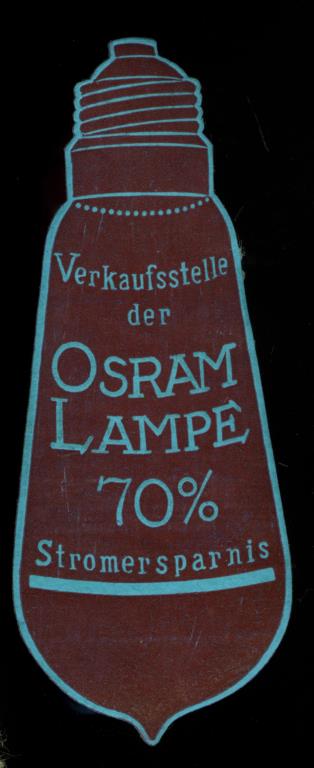 Verkaufsstelle
der
OSRAM
LAMPE
70%
Stromersparnis